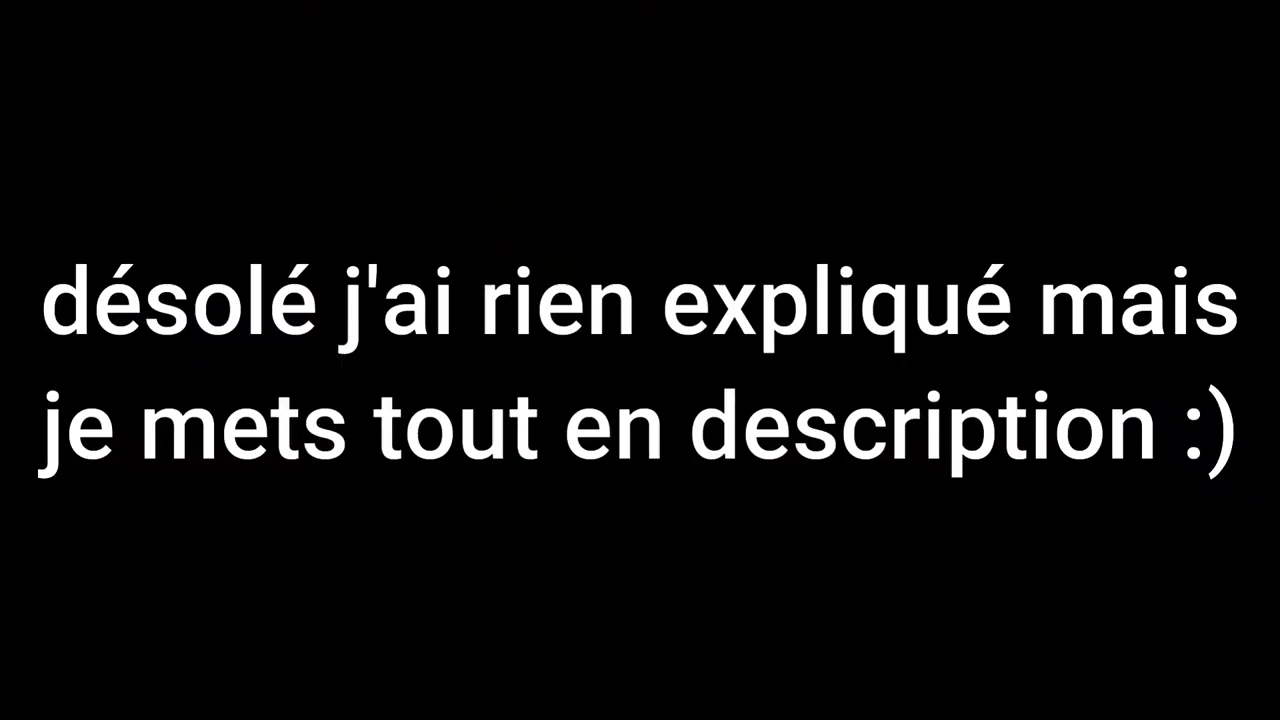 désolé j'ai rien expliqué mais
je mets tout en description :)